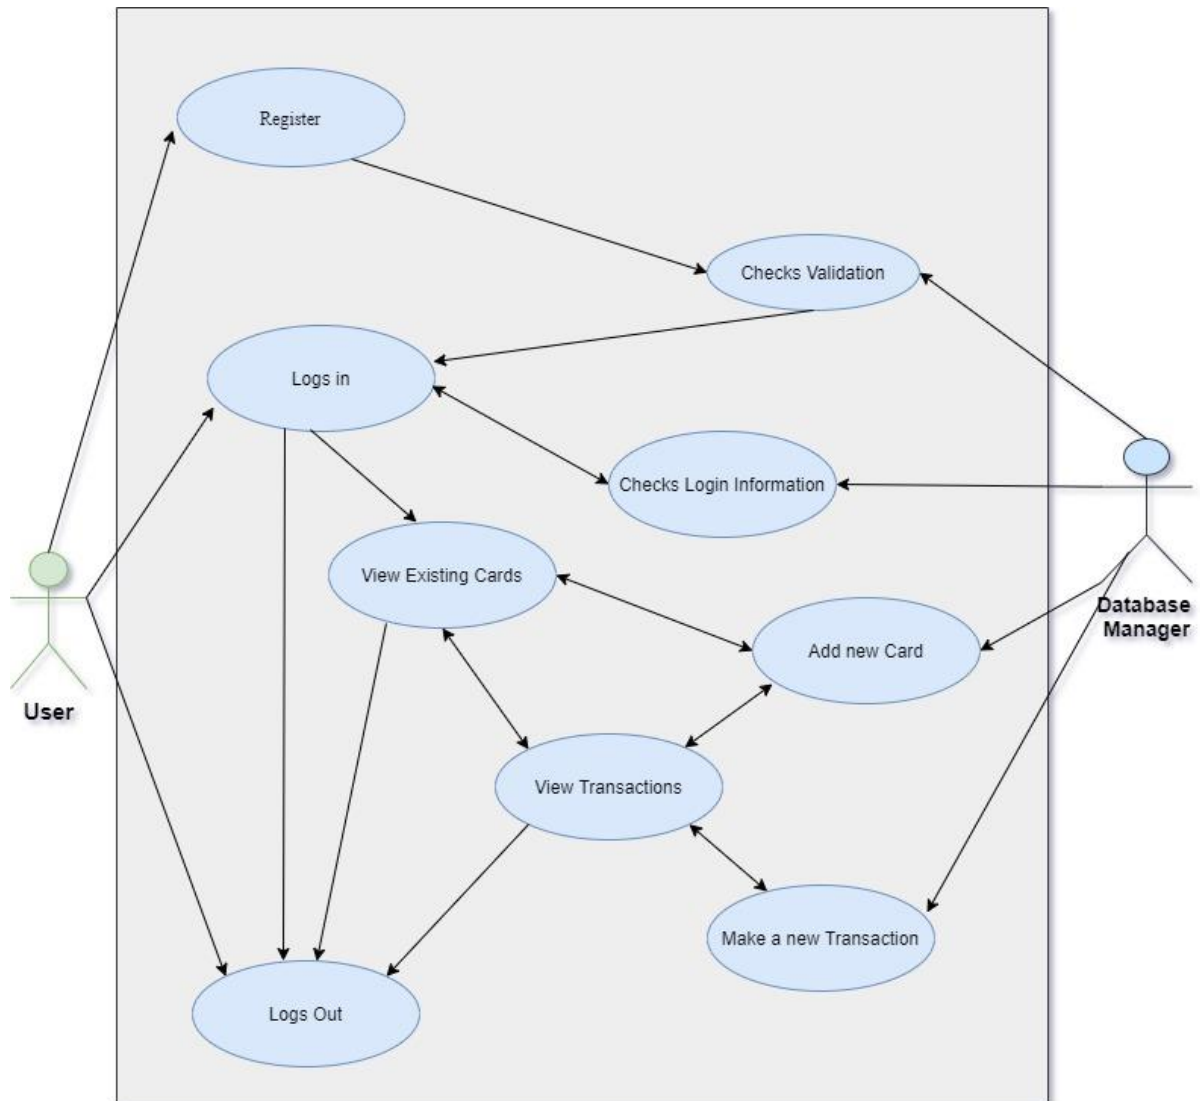 Register
Checks Validation
Logs in
Checks Login Information
View Existing Cards
Database
Manager
Add new Card
User
View Transactions
Make a new Transaction
Logs Out